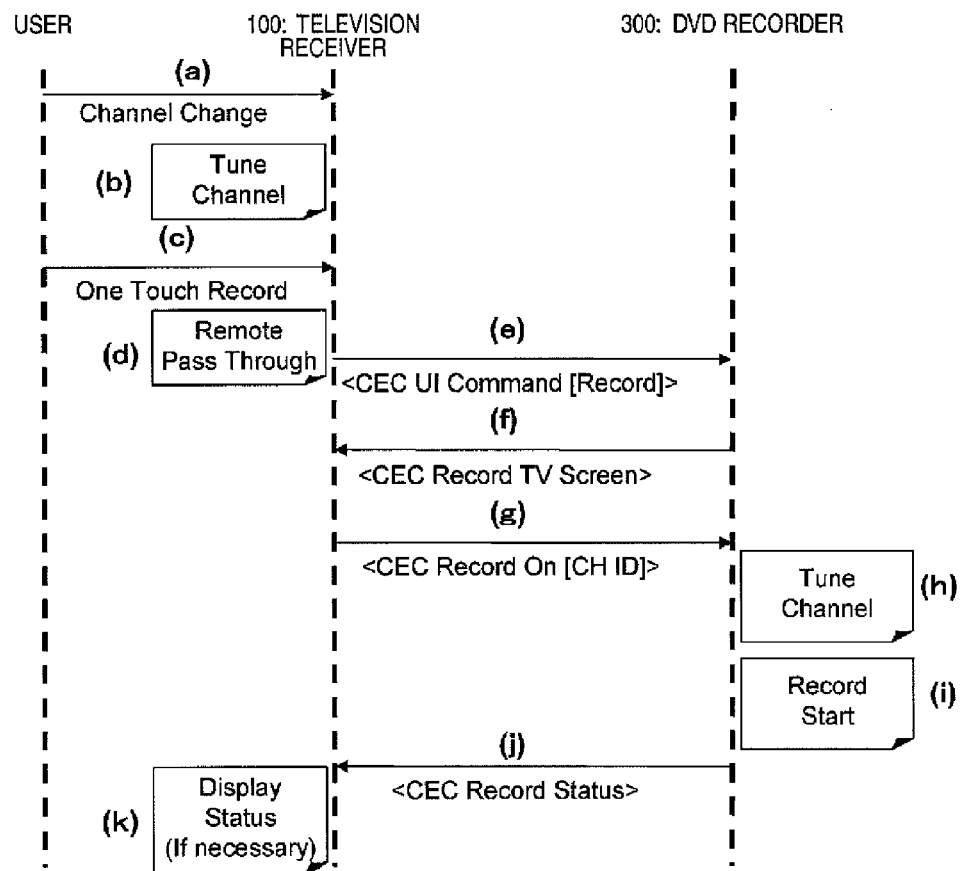 USER
100: TELEVISION
RECEIVER
300: DVD RECORDER
(a)
Channel Change
(b)
Tune
Channel
(c)
One Touch Record
(d)
Remote
Pass Through
(e)
<CEC UI Command [Record]>
(f)
<CEC Record TV Screen>
(g)
<CEC Record On [CH ID]>
Tune
Channel
(h)
Record
Start
(i)
(j)
<CEC Record Status>
(k)
Display
Status
(If necessary)